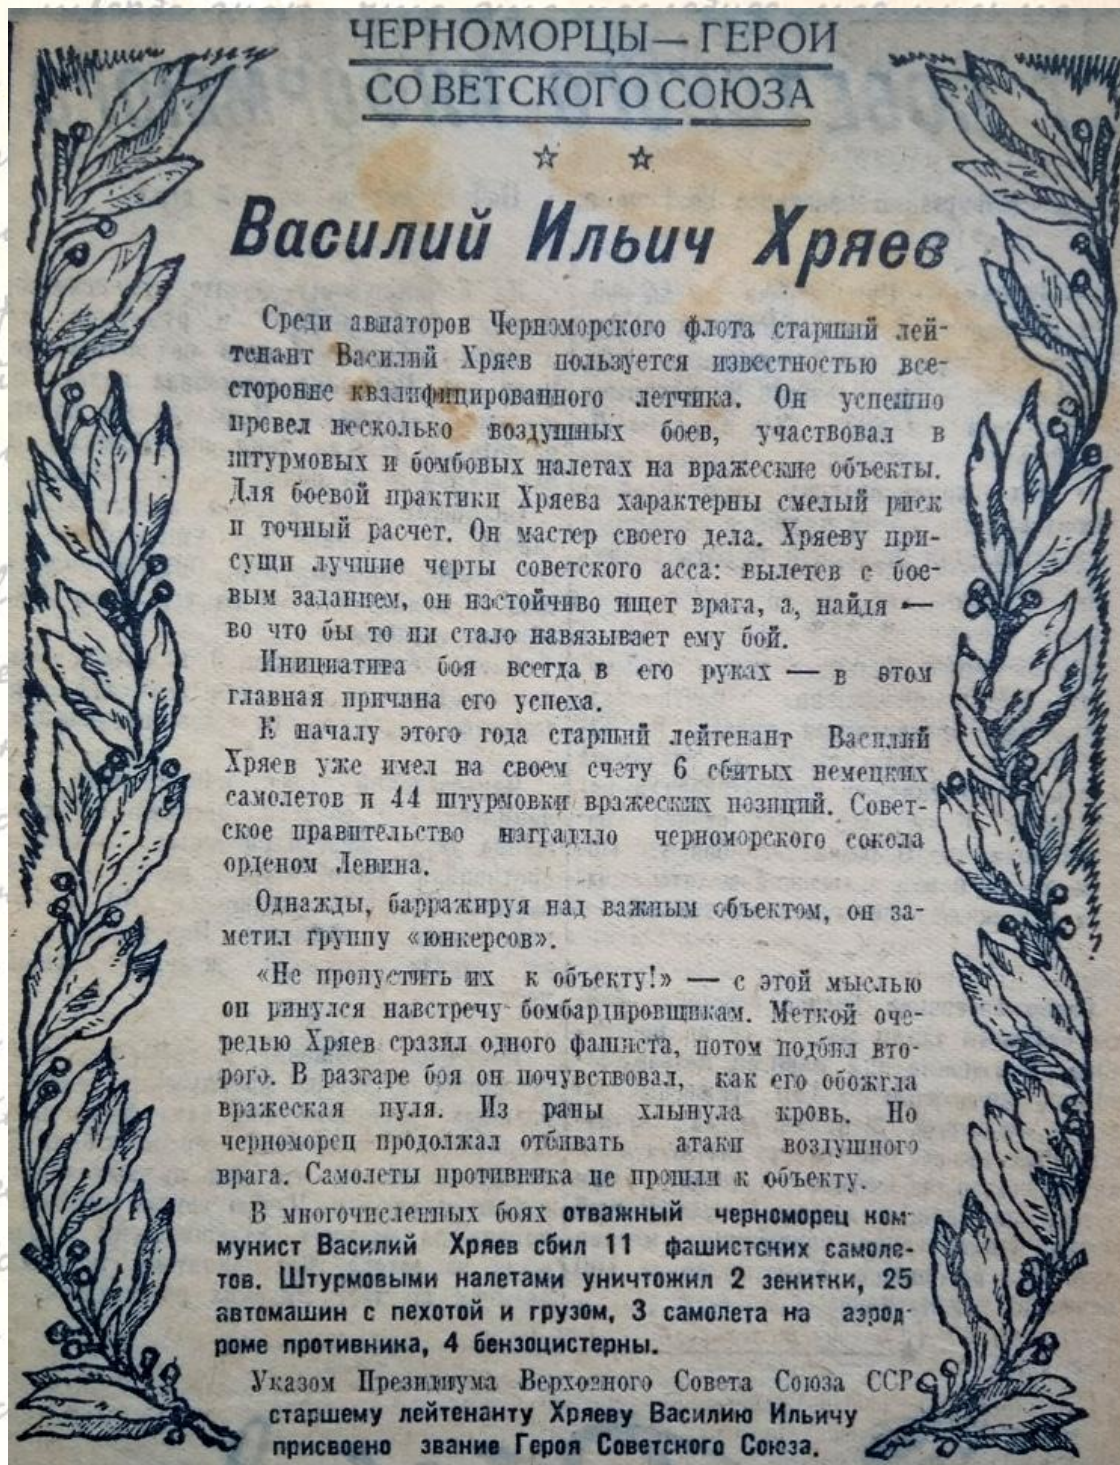 ЧЕРНОМОРЦЫ — ГЕРОИ
СОВЕТСКОГО СОЮЗА
Василий Ильич Хряев
Среди авиаторов Черноморского флота старший лей-
тенант Василий Хряев пользуется известностью все-
сторонне квалифицированного летчика. Он успешно
провел несколько воздушных боев, участвовал в
штурмовых и бомбовых налетах на вражеские объекты.
Для боевой практики Хряева характерны смелый риск
и точный расчет. Он мастер своего дела. Хряеву при-
сущи лучшие черты советского асса: вылетев с бое-
вым заданием, он настойчиво ищет врага, а, найдя —
во что бы то ни стало навязывает ему бой.
Инициатива боя всегда в его руках — в этом
главная причина его успеха.
К началу этого года старший лейтенант Василий
Хряев уже имел на своем счету 6 сбитых немецких
самолетов и 44 штурмовки вражеских позиций. Совет-
ское правительство наградило черноморского сокола
орденом Ленина.
Однажды, барражируя над важным объектом, он за-
метил группу «юнкерсов».
«Не пропустить их к объекту!» — с этой мыслью
он ринулся навстречу бомбардировщикам. Меткой оче-
редью Хряев сразил одного фашиста, потом подбил вто-
рого. В разгаре боя он почувствовал, как его обожгла
вражеская пуля. Из раны хлынула кровь. Но
черноморец продолжал отбивать атаки воздушного
врага. Самолеты противника не прошли к объекту.
В многочисленных боях отважный черноморец ком-
мунист Василий Хряев сбил 11 фашистских самоле-
тов. Штурмовыми налетами уничтожил 2 зенитки, 25
автомашин с пехотой и грузом, 3 самолета на аэрод-
роме противника, 4 бензоцистерны.
Указом Президиума Верховного Совета Союза ССР
старшему лейтенанту Хряеву Василию Ильичу
присвоено звание Героя Советского Союза.